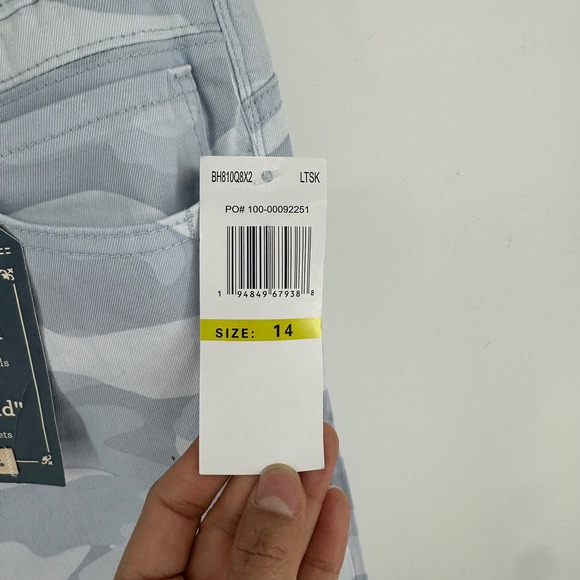 BH810Q8X2 LTSK
PO# 100-00092251
1 94849 67938 8
SIZE: 14